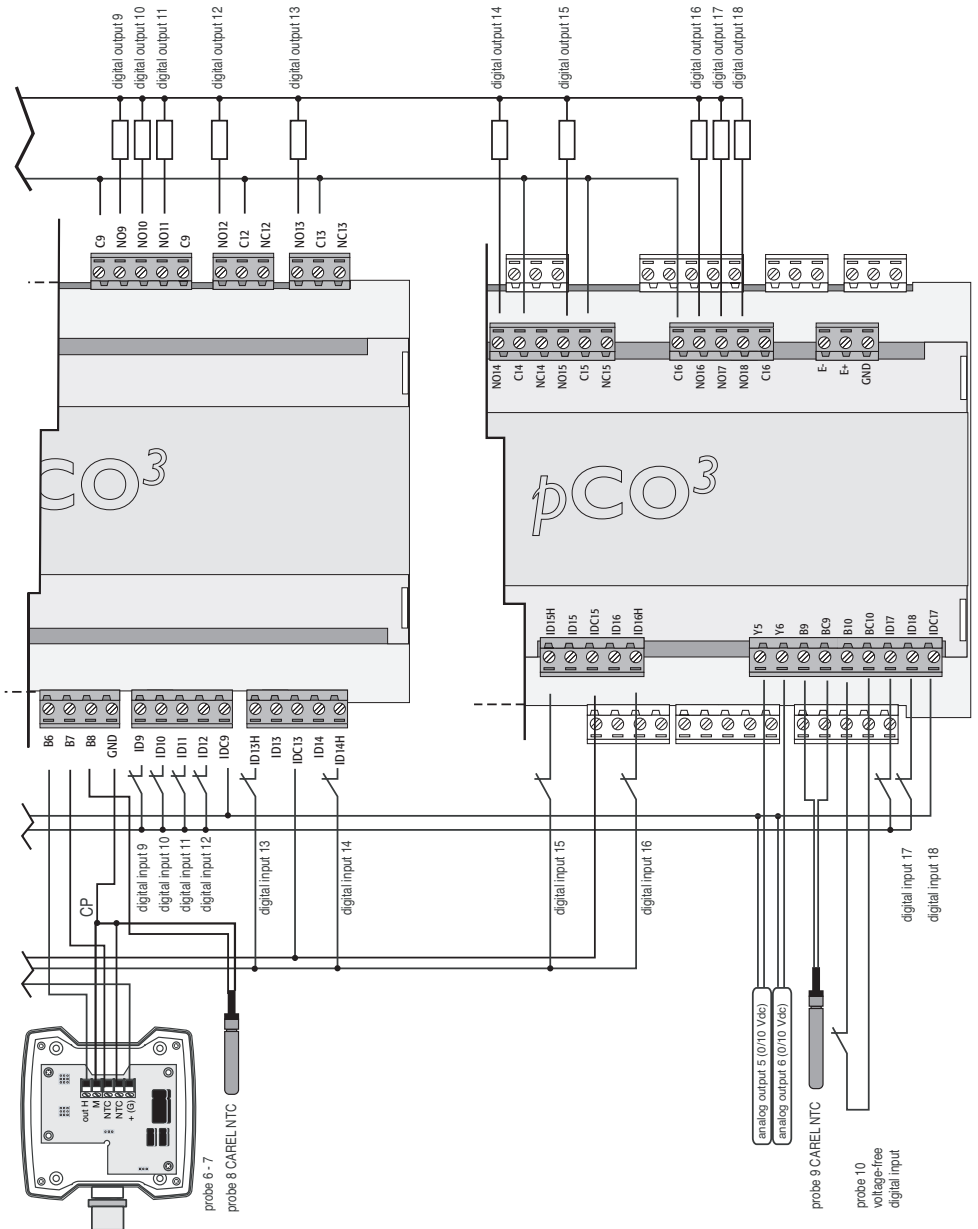 digital output 9
digital output 10
digital output 11
digital output 12
digital output 13
digital output 14
digital output 15
digital output 16
digital output 17
digital output 18
C9
NO9
NO10
NO11
C9
NO12
C12
NC12
NO13
C13
NC13
NO14
C14
NC14
NO15
C15
NC15
C16
NO16
NO17
NO18
C16
E-
E+
GND
CO3
pCO3
B6
B7
B8
GND
ID9
ID10
ID11
ID12
IDC9
ID13H
ID13
IDC13
ID14
ID14H
ID15H
ID15
IDC15
ID16
ID16H
Y5
Y6
B9
BC9
B10
BC10
ID17
ID18
IDC17
CP
digital input 9
digital input 10
digital input 11
digital input 12
digital input 13
digital input 14
digital input 15
digital input 16
digital input 17
digital input 18
out H
M
NTC
NTC
+ (G)
probe 6 - 7
probe 8 CAREL NTC
analog output 5 (0/10 Vdc)
analog output 6 (0/10 Vdc)
probe 9 CAREL NTC
probe 10
voltage-free
digital input